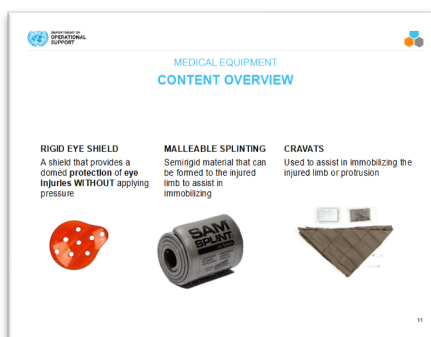 DEPARTMENT OF
OPERATIONAL
SUPPORT
MEDICAL EQUIPMENT
CONTENT OVERVIEW
RIGID EYE SHIELD
A shield that provides a
domed protection of eye
injuries WITHOUT applying
pressure
MALLEABLE SPLINTING
Semirigid material that can
be formed to the injured
limb to assist in
immobilizing
CRAVATS
Used to assist in immobilizing the
injured limb or protrusion
SAM
SPLINT
11